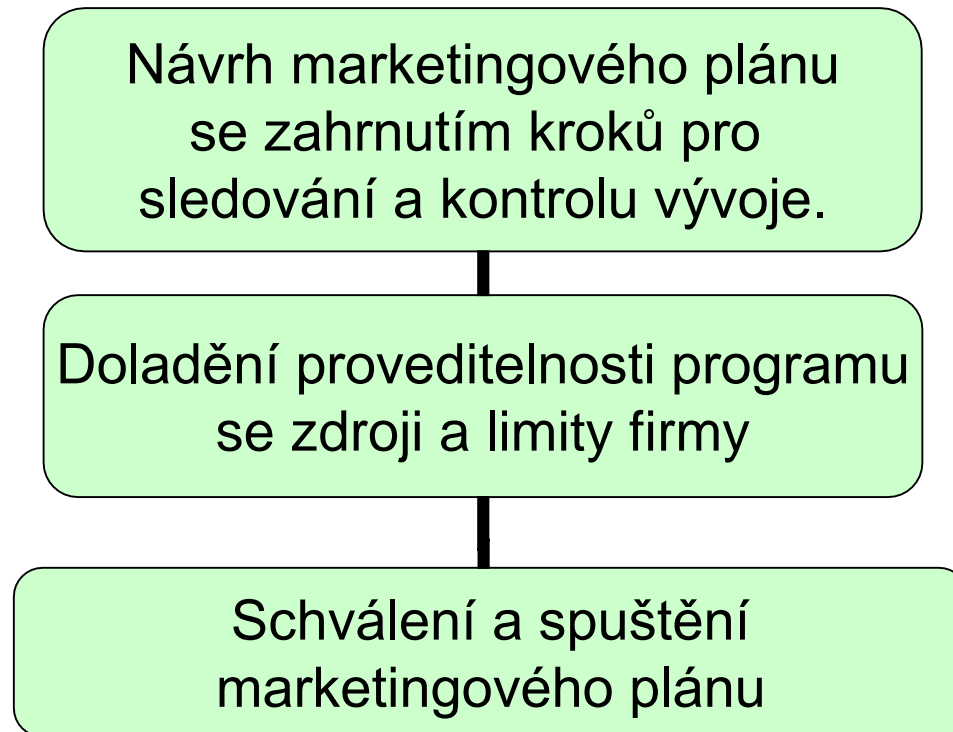 Návrh marketingového plánu
se zahrnutím kroků pro
sledování a kontrolu vývoje.
Doladění proveditelnosti programu
se zdroji a limity firmy
Schválení a spuštění
marketingového plánu